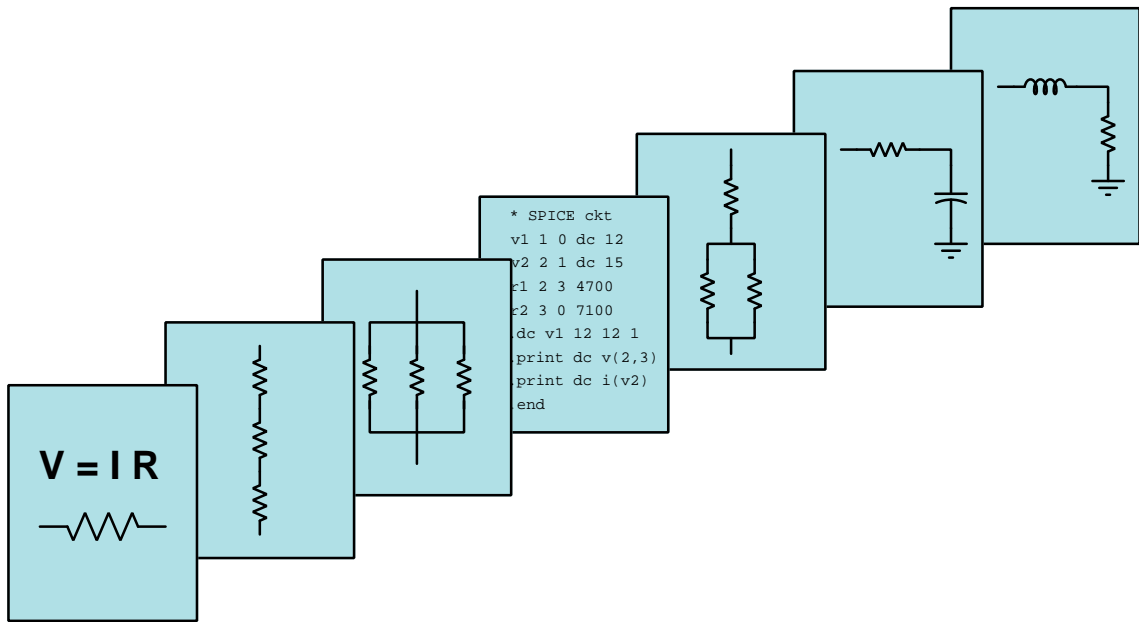 V = I R
* SPICE ckt
v1 1 0 dc 12
v2 2 1 dc 15
r1 2 3 4700
r2 3 0 7100
.dc v1 12 12 1
.print dc v(2,3)
.print dc i(v2)
.end